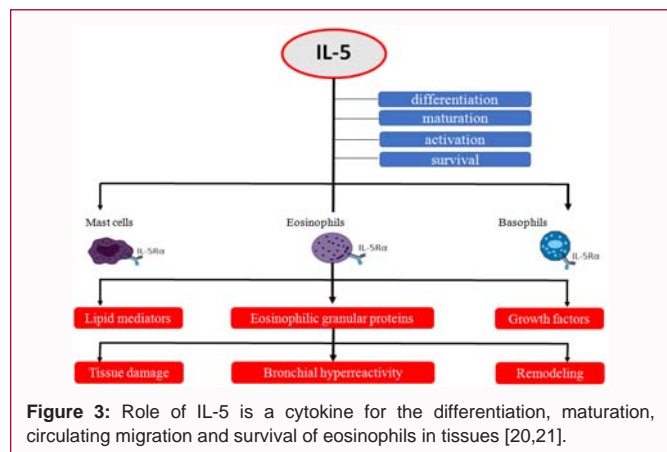 IL-5
differentiation
maturation
activation
survival
Mast cells
Eosinophils
Basophils
IL-5Rα
IL-5Rα
IL-5Rα
Lipid mediators
Eosinophilic granular proteins
Growth factors
Tissue damage
Bronchial hyperreactivity
Remodeling
Figure 3: Role of IL-5 is a cytokine for the differentiation, maturation,
circulating migration and survival of eosinophils in tissues [20,21].